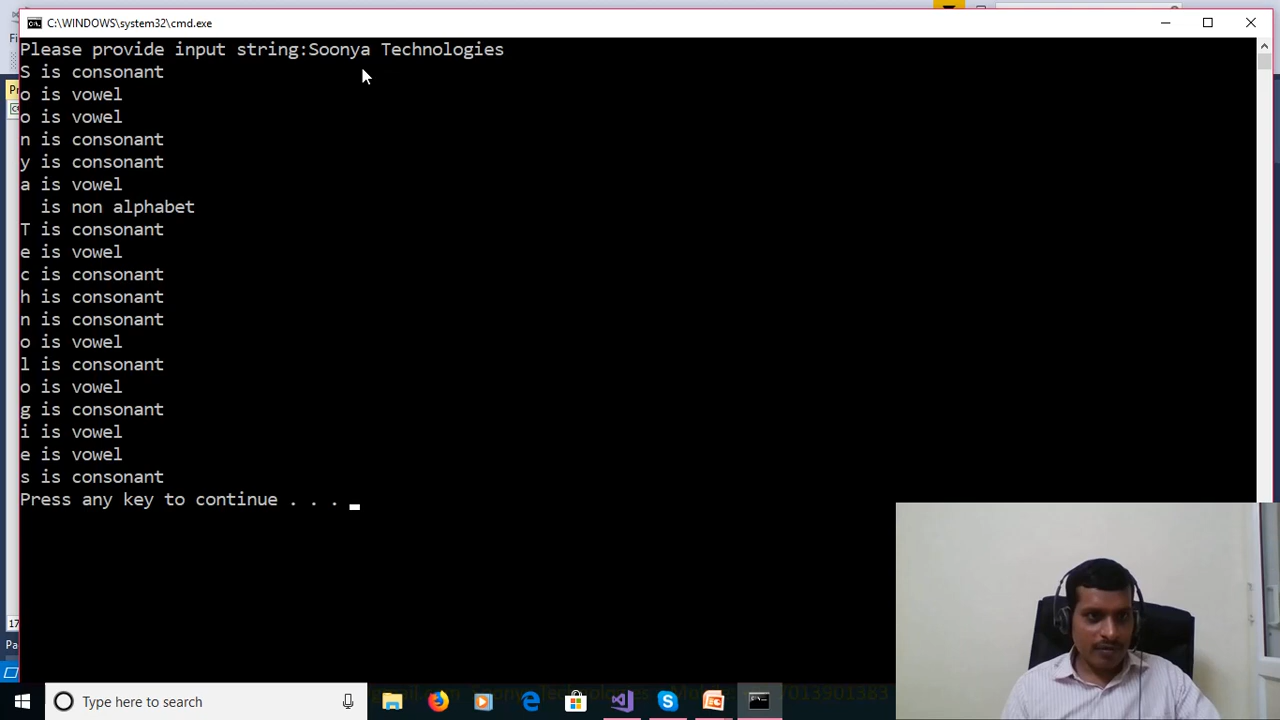 C:\WINDOWS\system32\cmd.exe
Please provide input string:Soonya Technologies
S is consonant
o is vowel
o is vowel
n is consonant
y is consonant
a is vowel
is non alphabet
T is consonant
e is vowel
c is consonant
h is consonant
n is consonant
o is vowel
l is consonant
o is vowel
g is consonant
i is vowel
e is vowel
s is consonant
Press any key to continue . . .
Type here to search